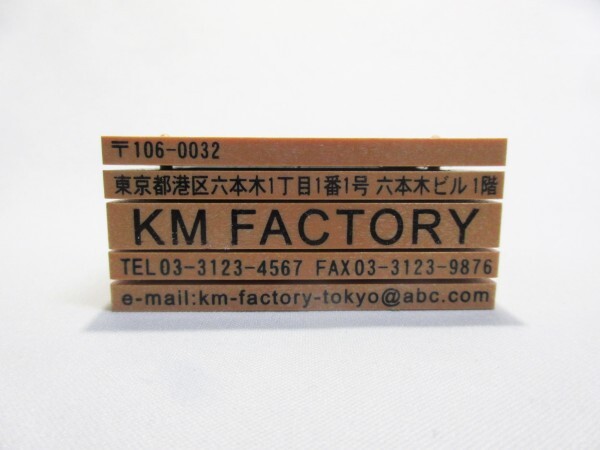 〒106-0032
東京都港区六本木1丁目1番1号 六本木ビル1階
KM FACTORY
TEL03-3123-4567 FAX03-3123-9876
e-mail:km-factory-tokyo@abc.com